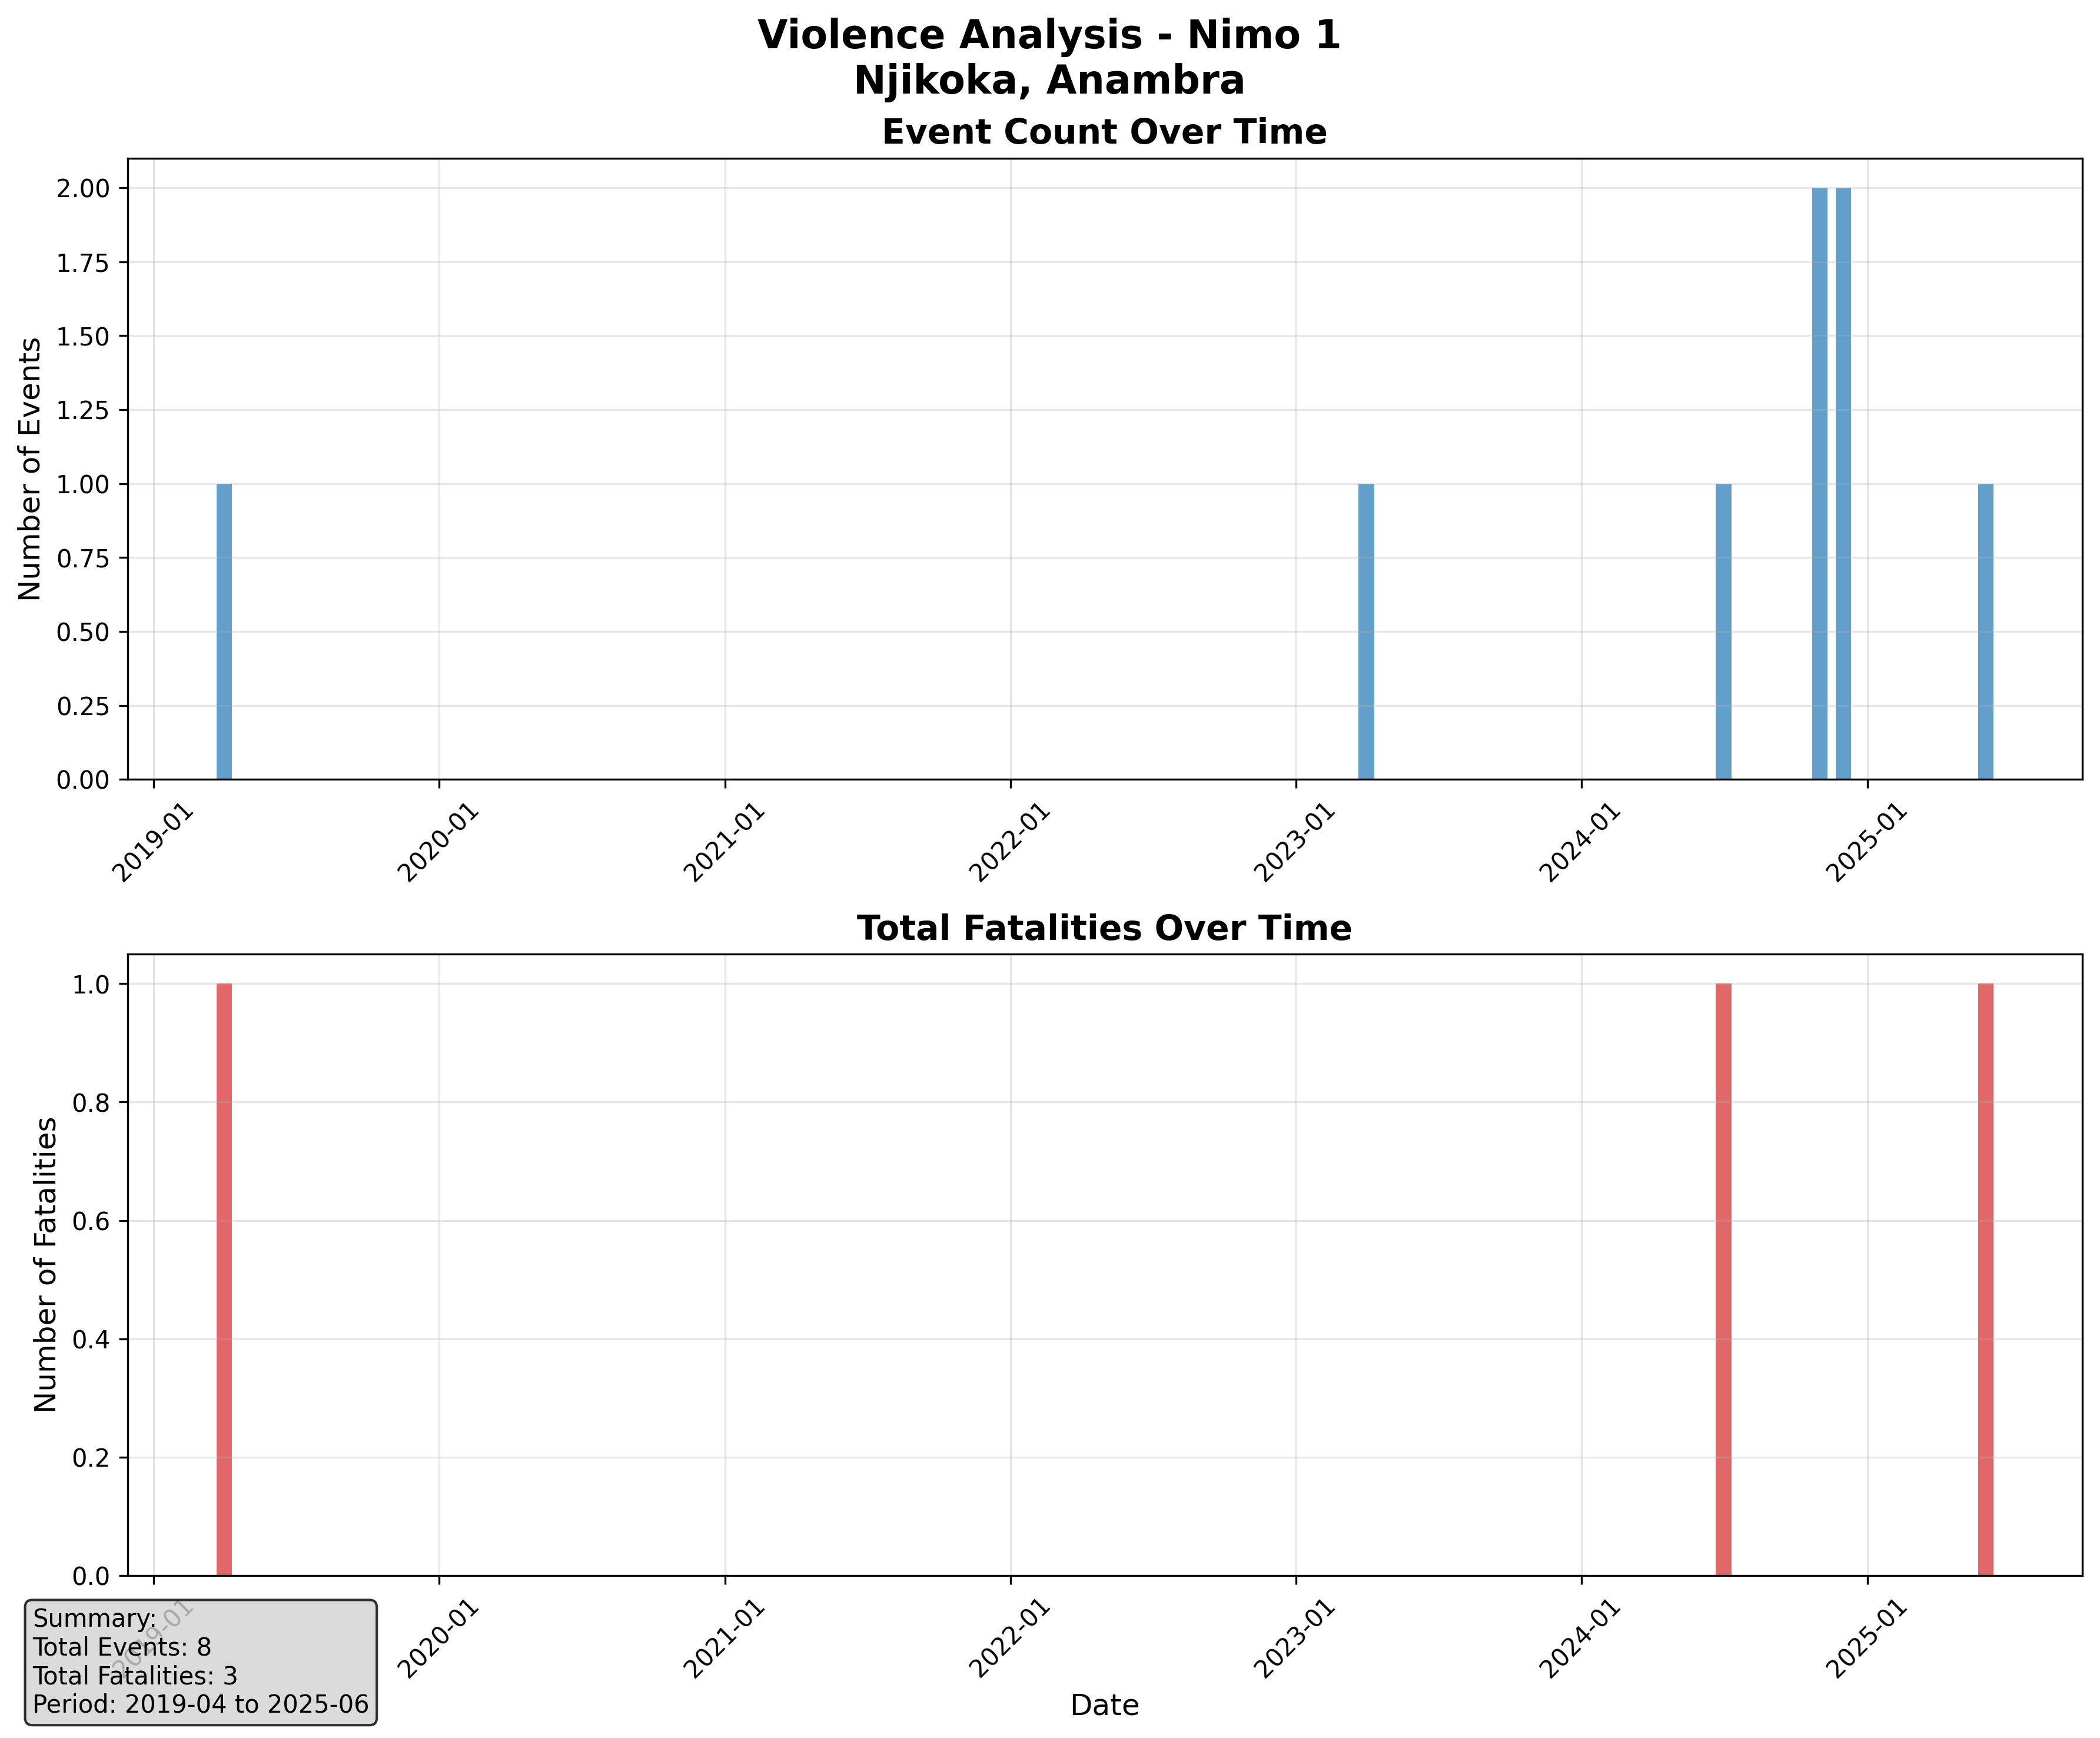 Violence Analysis - Nimo 1
Njikoka, Anambra
Event Count Over Time
Number of Events
2.00
1.75
1.50
1.25
1.00
0.75
0.50
0.25
0.00
2019-01
2020-01
2021-01
2022-01
2023-01
2024-01
2025-01
Total Fatalities Over Time
Number of Fatalities
1.0
0.8
0.6
0.4
0.2
0.0
2019-01
2020-01
2021-01
2022-01
2023-01
2024-01
2025-01
Date
Summary:
Total Events: 8
Total Fatalities: 3
Period: 2019-04 to 2025-06